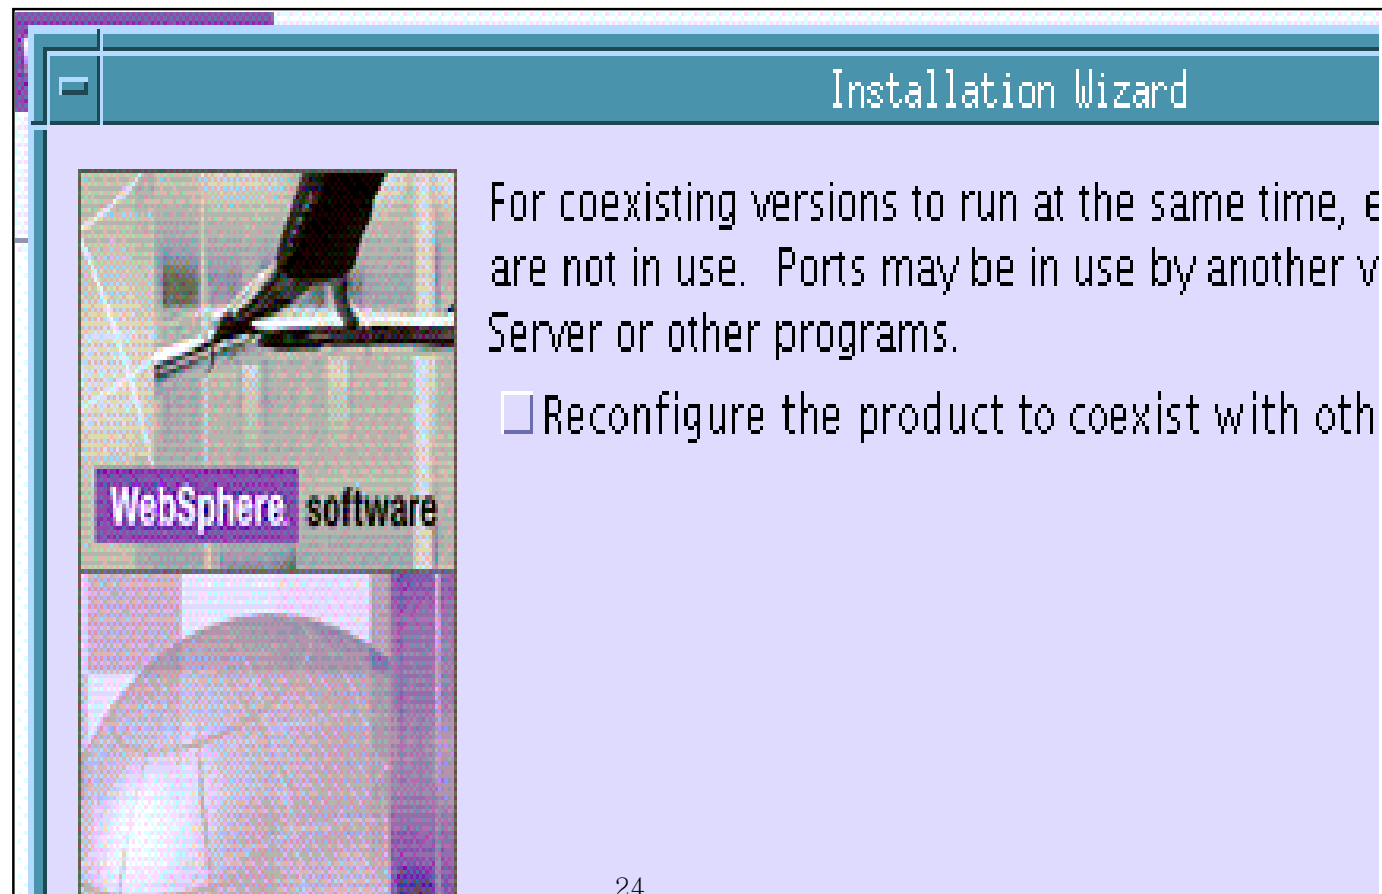 Installation Wizard
For coexisting versions to run at the same time,
are not in use. Ports may be in use by another
Server or other programs.
Reconfigure the product to coexist with
WebSphere software
24